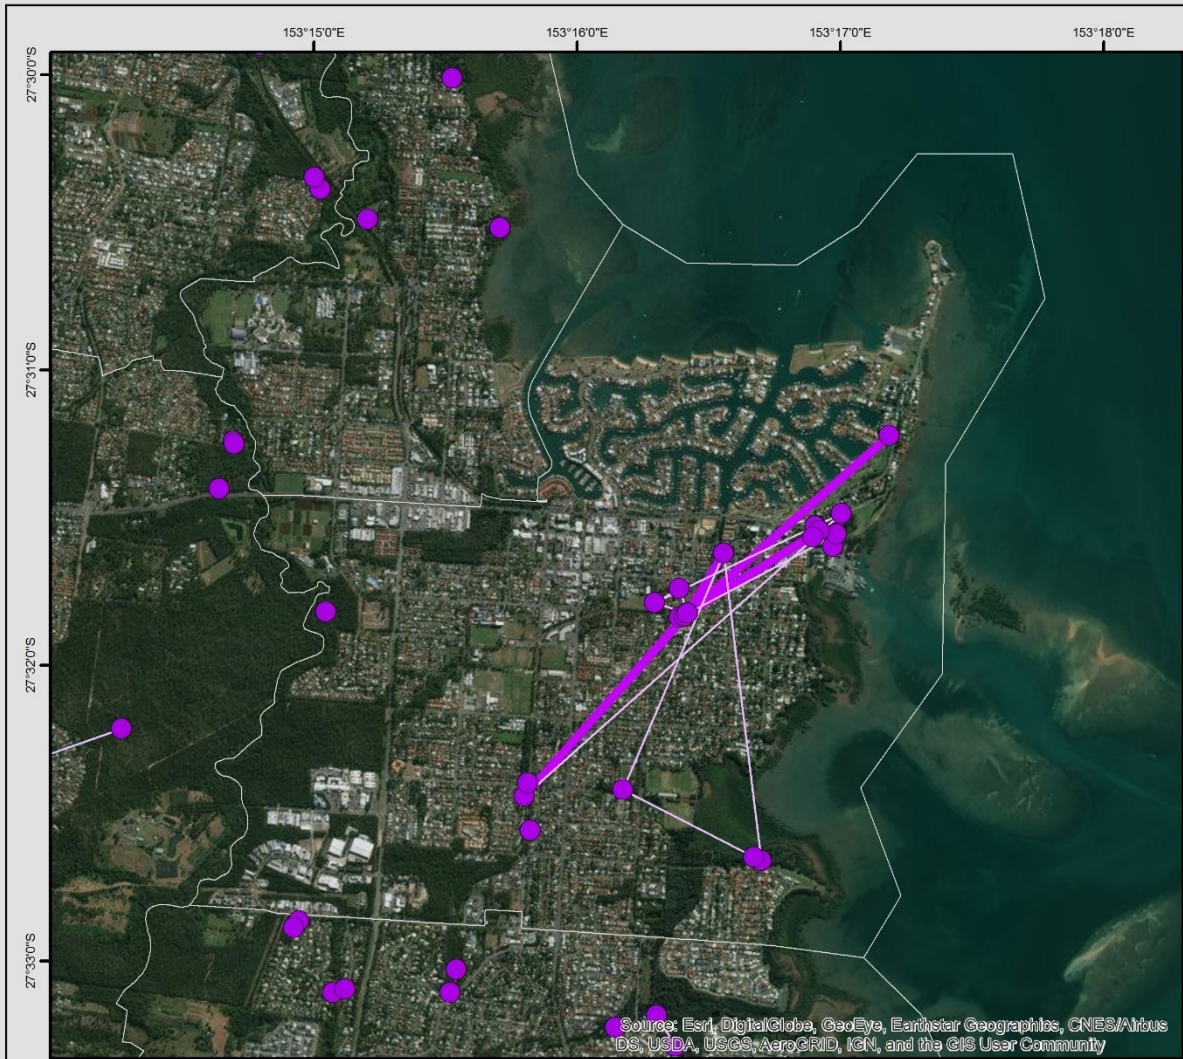 153°15'0"E 153°16'0"E 153°17'0"E 153°18'0"E
27°30'0"S
27°31'0"S
27°32'0"S
27°33'0"S
Source: Esri, DigitalGlobe, GeoEye, Earthstar Geographics, CNES/Airbus
DS, USDA, USGS, AeroGRID, IGN, and the GIS User Community